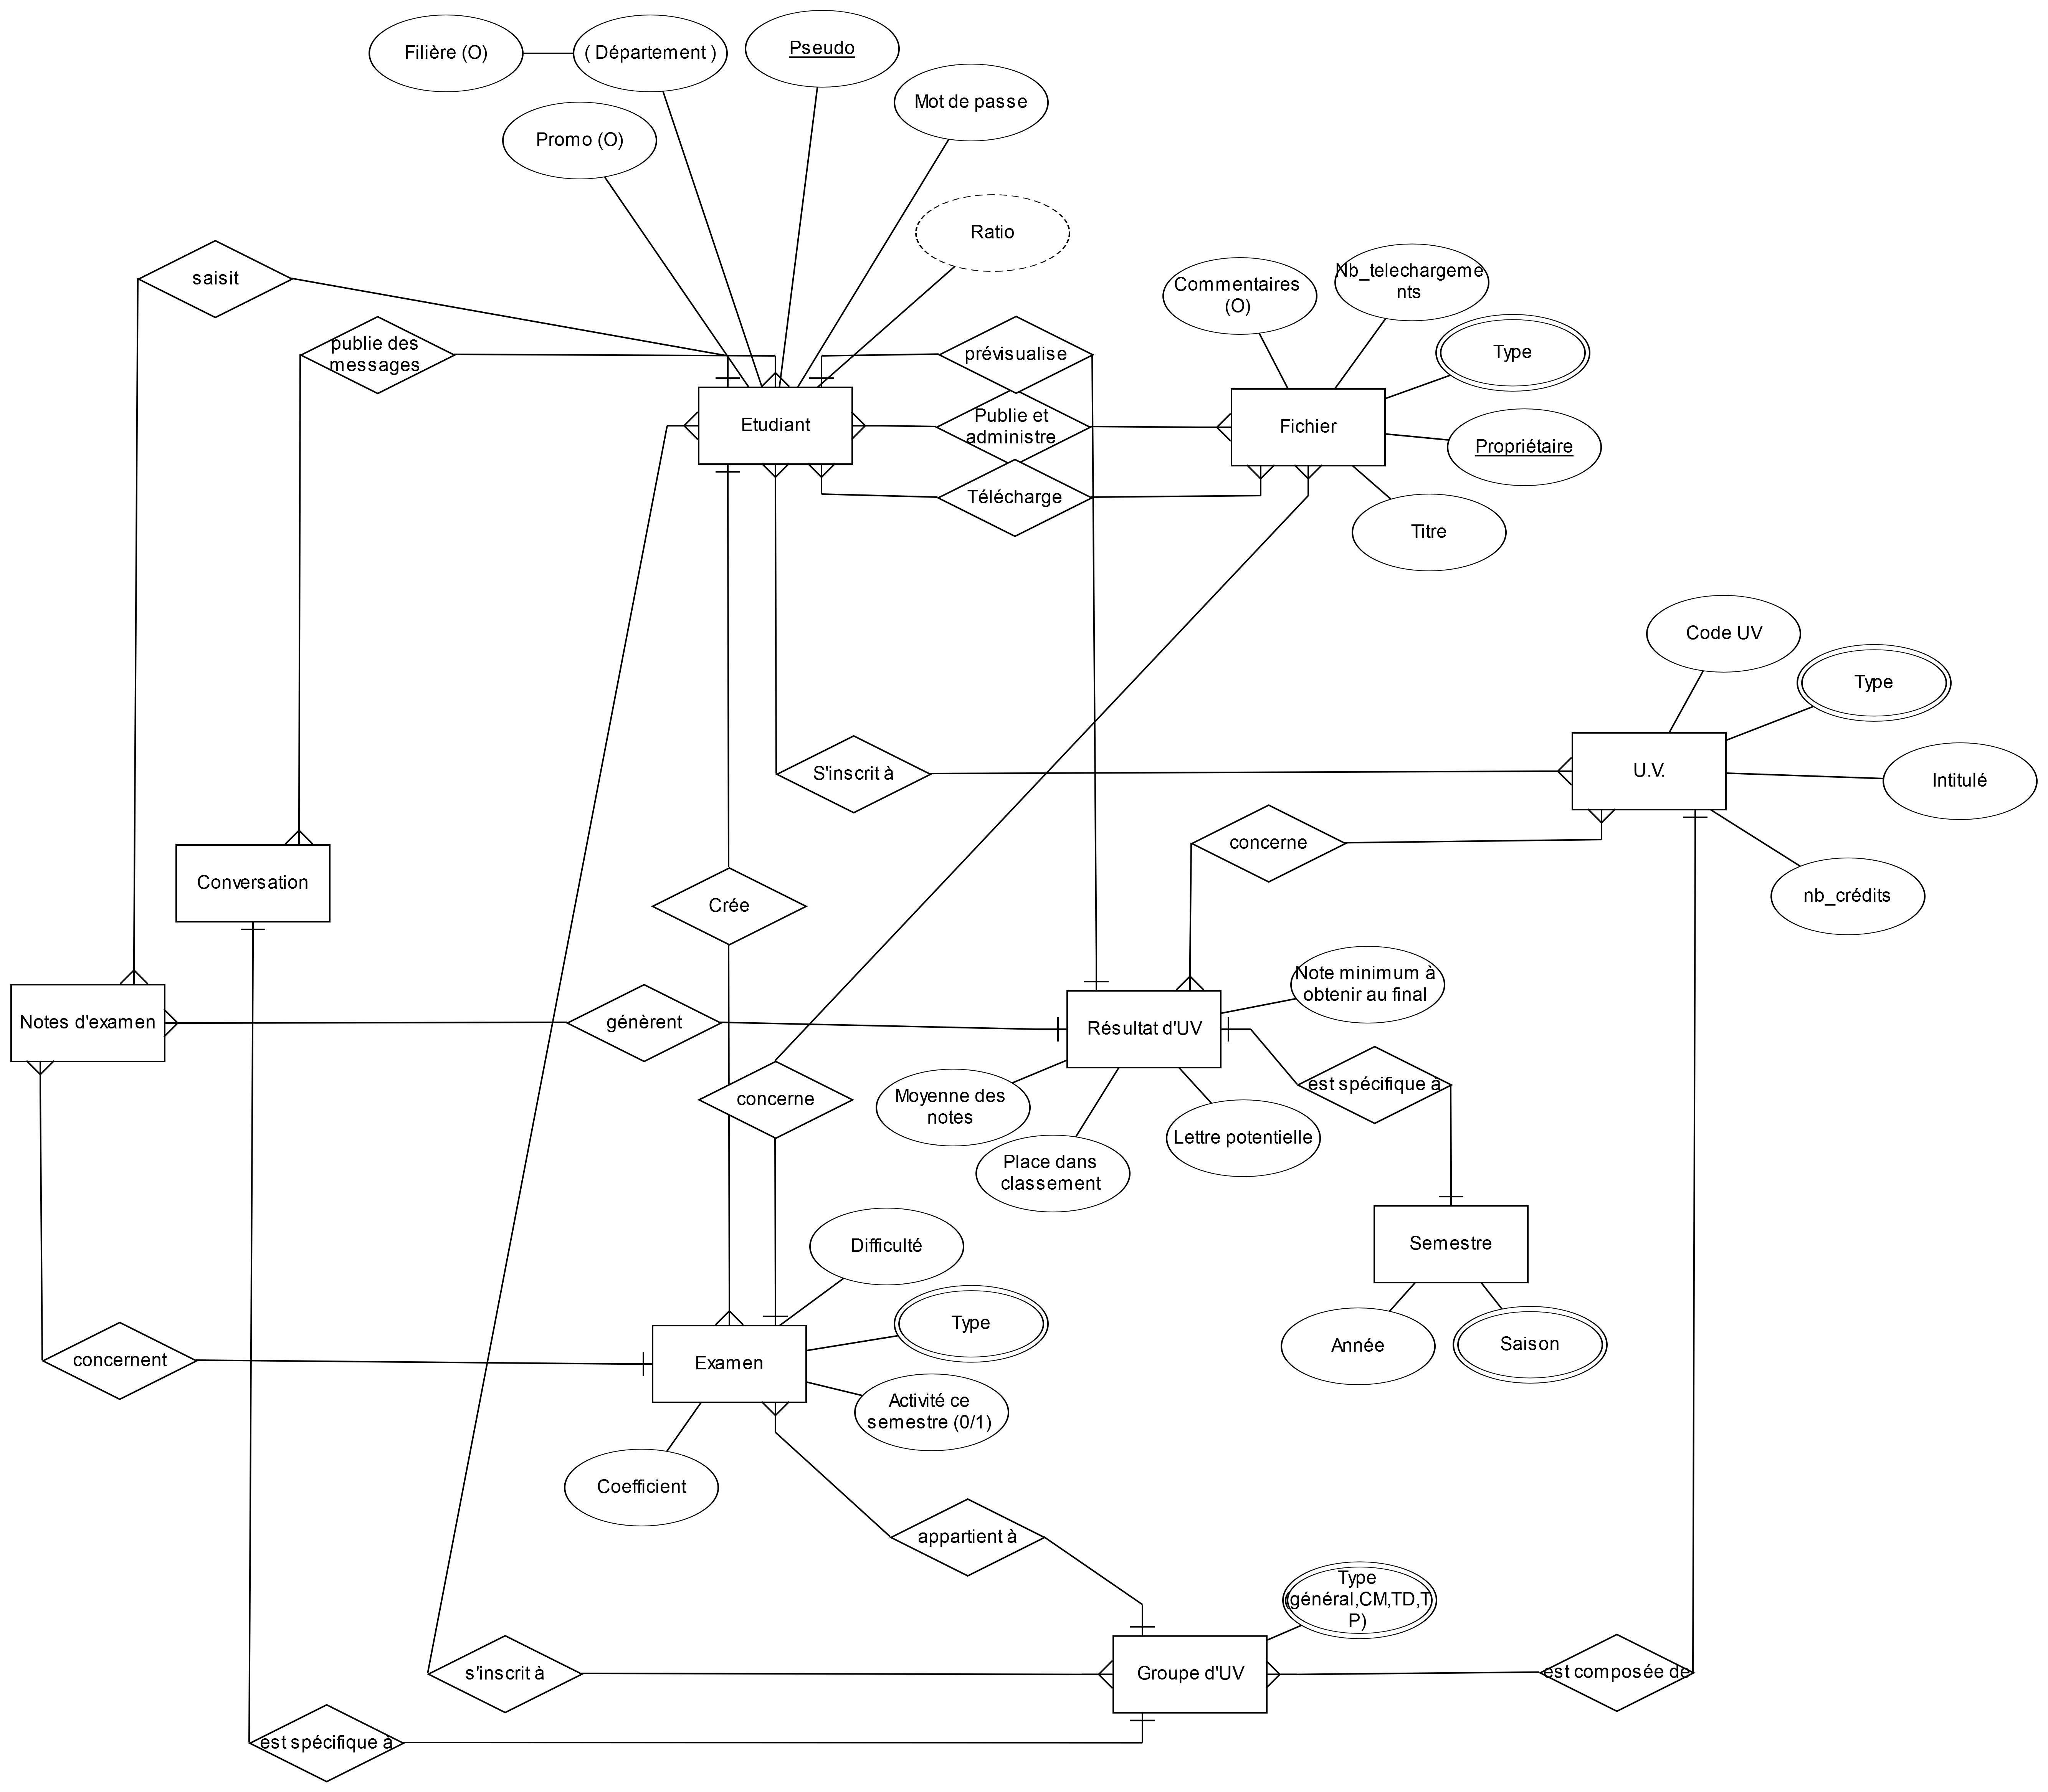 Filière (O)
( Département )
Pseudo
Mot de passe
Promo (O)
Ratio
saisit
publie des
messages
prévisualise
Commentaires
(O)
Nb_telechargeme
nts
Type
Etudiant
Publie et
administre
Fichier
Propriétaire
Télécharge
Titre
Code UV
Type
S'inscrit à
U.V.
Intitulé
concerne
nb_crédits
Conversation
Crée
Notes d'examen
génèrent
Résultat d'UV
Note minimum à
obtenir au final
concerne
Moyenne des
notes
Place dans
classement
Lettre potentielle
est spécifique à
Semestre
Année
Saison
Difficulté
Type
concernent
Examen
Activité ce
semestre (0/1)
Coefficient
appartient à
Type
(général,CM,TD,T
P)
s'inscrit à
Groupe d'UV
est composée de
est spécifique à